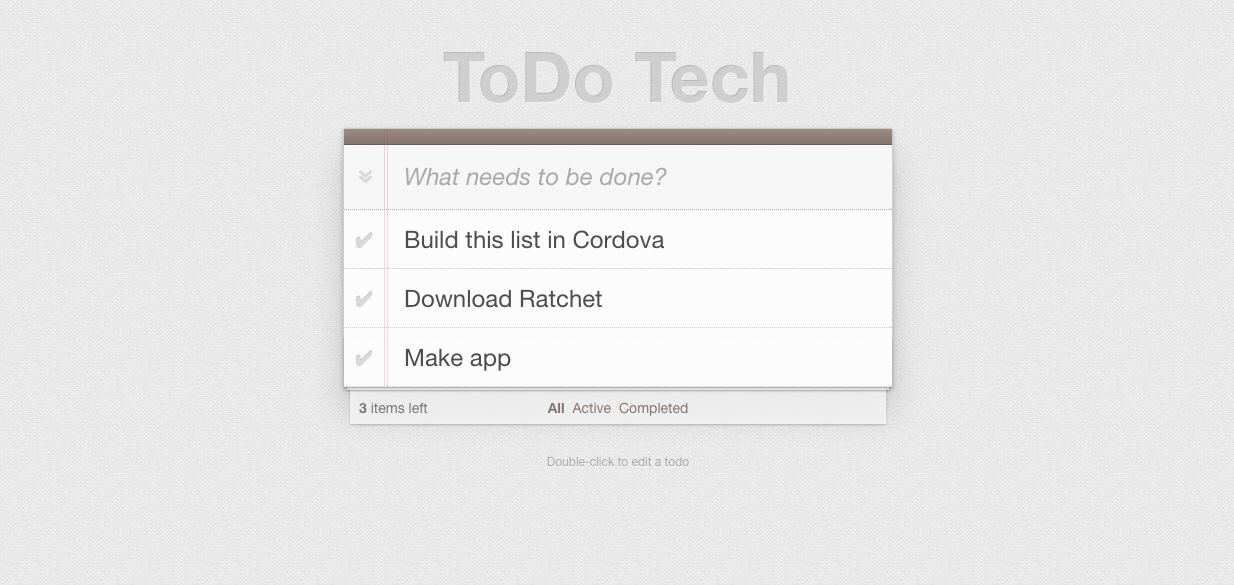 ToDo Tech
What needs to be done?
Build this list in Cordova
Download Ratchet
Make app
3 items left All Active Completed
Double-click to edit a todo